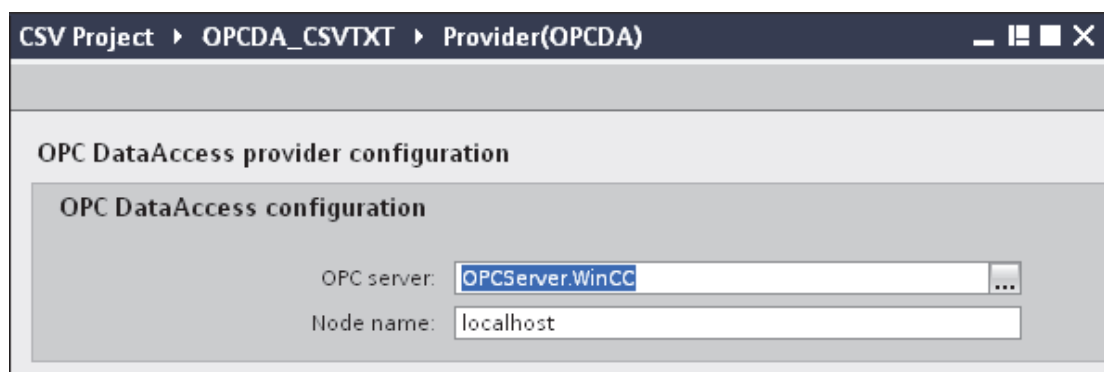 CSV Project ▸ OPCDA_CSVTXT ▸ Provider(OPCDA)
OPC DataAccess provider configuration
OPC DataAccess configuration
OPC server: OPCServer.WinCC ...
Node name: localhost